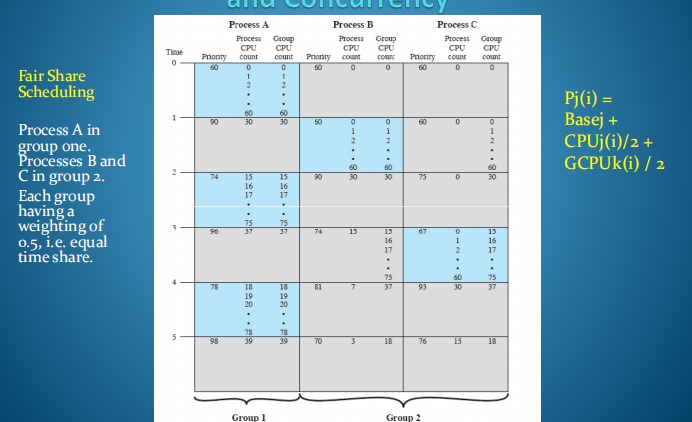 and Concurrency
Fair Share
Scheduling
Process A in
group one.
Processes B and
C in group 2.
Each group
having a
weighting of
0.5, i.e. equal
time share.
Process A Process B Process C
Time Priority Process CPU count Group CPU count Priority Process CPU count Group CPU count Priority Process CPU count Group CPU count
0 60 0 0 60 0 0 60 0 0
1 1
2 2
• •
• •
60 60
1 90 30 30 60 0 0 60 0 0
1 1 1
2 2 2
• • •
• • •
60 60 60
2 74 15 15 90 30 30 75 0 30
16 16
17 17
• •
• •
75 75
3 96 37 37 74 15 15 67 0 15
16 1 16
17 2 17
• • •
• • •
75 60 75
4 78 18 18 81 7 37 93 30 37
19 19
20 20
• •
• •
78 78
5 98 39 39 70 3 18 76 15 18
Group 1 Group 2
Pj(i) =
Basej +
CPUj(i)/2 +
GCPUk(i) / 2